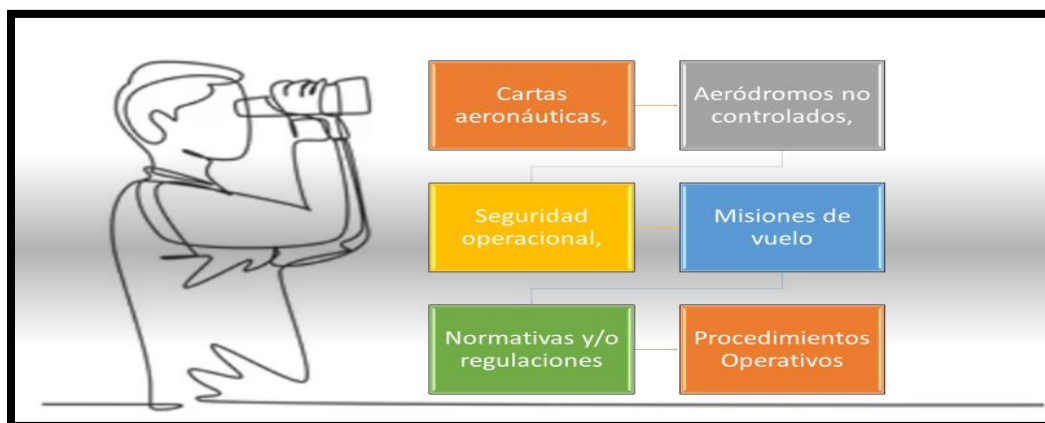 Cartas
aeronáuticas,
Aeródromos no
controlados,
Seguridad
operacional,
Misiones de
vuelo
Normativas y/o
regulaciones
Procedimientos
Operativos